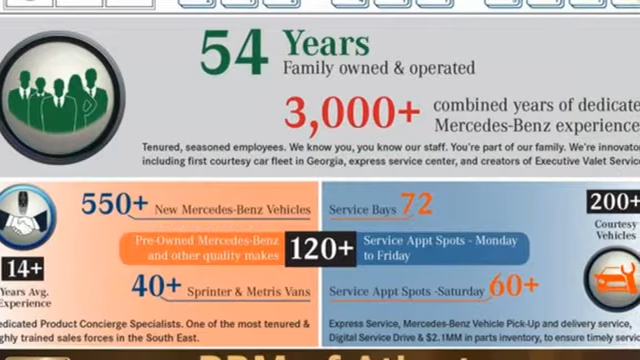 54 Years
Family owned & operated
3,000+ combined years of dedicate
Mercedes-Benz experience
Tenured, seasoned employees. We know you, you know our staff. You're part of our family. We're innovator
including first courtesy car fleet in Georgia, express service center, and creators of Executive Valet Service
14+
Years Avg.
Experience
550+ New Mercedes-Benz Vehicles
Pre-Owned Mercedes-Benz
and other quality makes
120+
40+ Sprinter & Metris Vans
edicated Product Concierge Specialists. One of the most tenured &
ghly trained sales forces in the South East.
Service Bays 72
Service Appt Spots - Monday
to Friday
Service Appt Spots -Saturday 60+
200+
Courtesy
Vehicles
Express Service, Mercedes-Benz Vehicle Pick-Up and delivery service,
Digital Service Drive & $2.1MM in parts inventory, to ensure timely servic